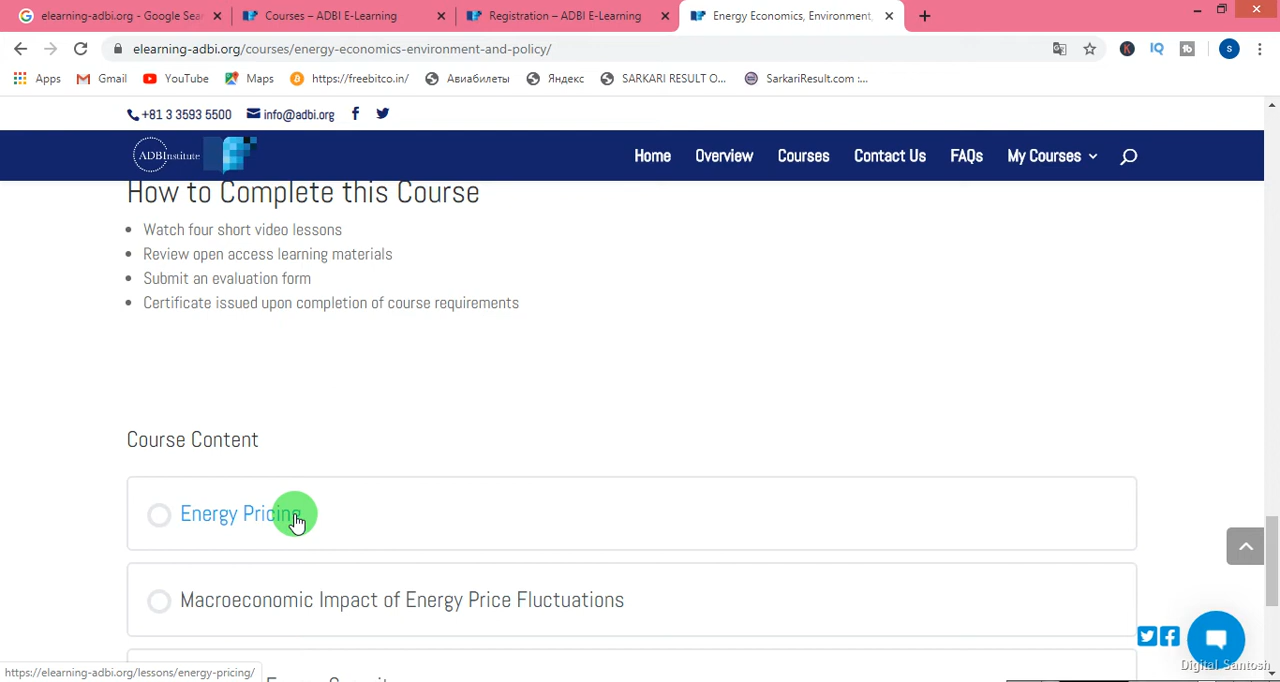 elearning-adbi.org - Google Sea
Courses – ADBI E-Learning
Registration – ADBI E-Learning
Energy Economics, Environment,
elearning-adbi.org/courses/energy-economics-environment-and-policy/
Apps
Gmail
YouTube
Maps
https://freebitco.in/
Авиабилеты
Яндекс
SARKARI RESULT O...
SarkariResult.com :...
+81 3 3593 5500
info@adbi.org
ADBInstitute
Home
Overview
Courses
Contact Us
FAQs
My Courses
How to Complete this Course
• Watch four short video lessons
• Review open access learning materials
• Submit an evaluation form
• Certificate issued upon completion of course requirements
Course Content
Energy Pricing
Macroeconomic Impact of Energy Price Fluctuations
Digital Santosh
https://elearning-adbi.org/lessons/energy-pricing/